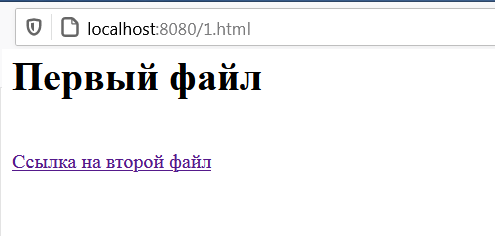 localhost:8080/1.html
Первый файл
Ссылка на второй файл